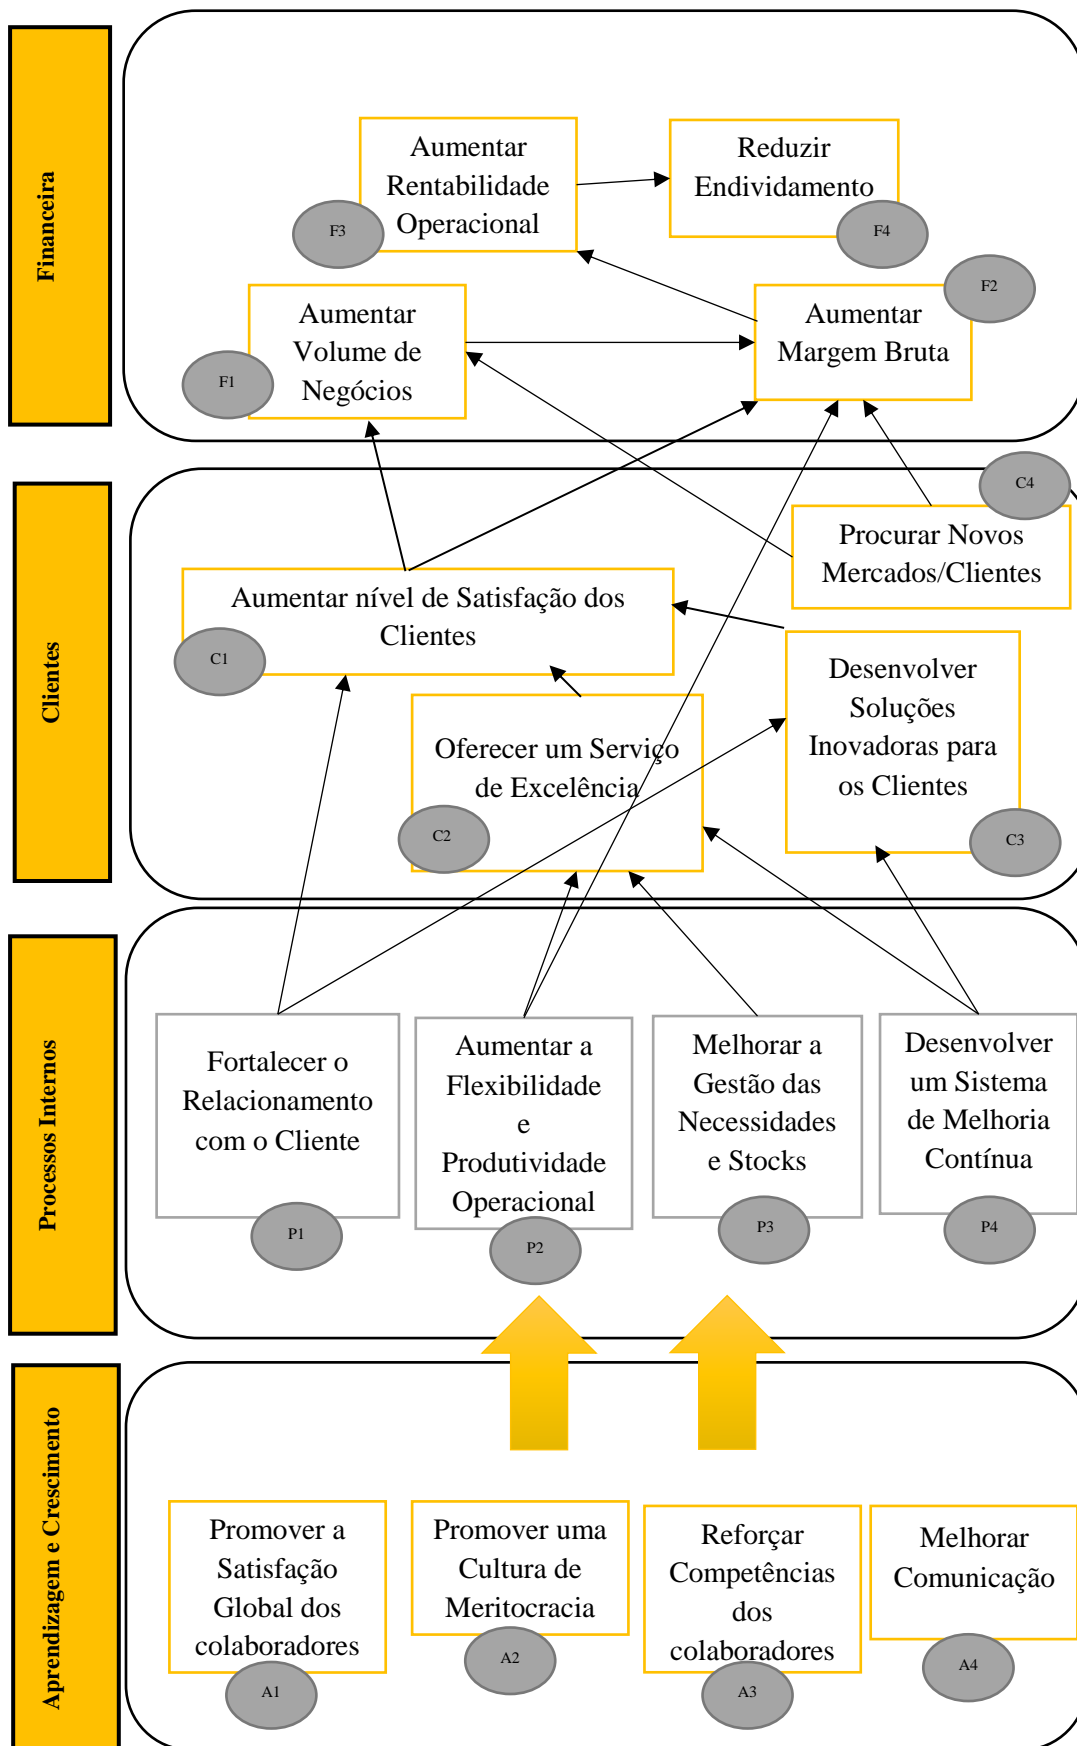 Financeira
Aumentar
Rentabilidade
Operacional
F3
Reduzir
Endividamento
F4
F2
Aumentar
Volume de
Negócios
F1
Aumentar
Margem Bruta
Clientes
C4
Procurar Novos
Mercados/Clientes
Aumentar nível de Satisfação dos
Clientes
C1
Desenvolver
Soluções
Inovadoras para
os Clientes
C3
Oferecer um Serviço
de Excelência
C2
Processos Internos
Fortalecer o
Relacionamento
com o Cliente
P1
Aumentar a
Flexibilidade
e
Produtividade
Operacional
P2
Melhorar a
Gestão das
Necessidades
e Stocks
P3
Desenvolver
um Sistema
de Melhoria
Contínua
P4
Aprendizagem e Crescimento
Promover a
Satisfação
Global dos
colaboradores
A1
Promover uma
Cultura de
Meritocracia
A2
Reforçar
Competências
dos
colaboradores
A3
Melhorar
Comunicação
A4